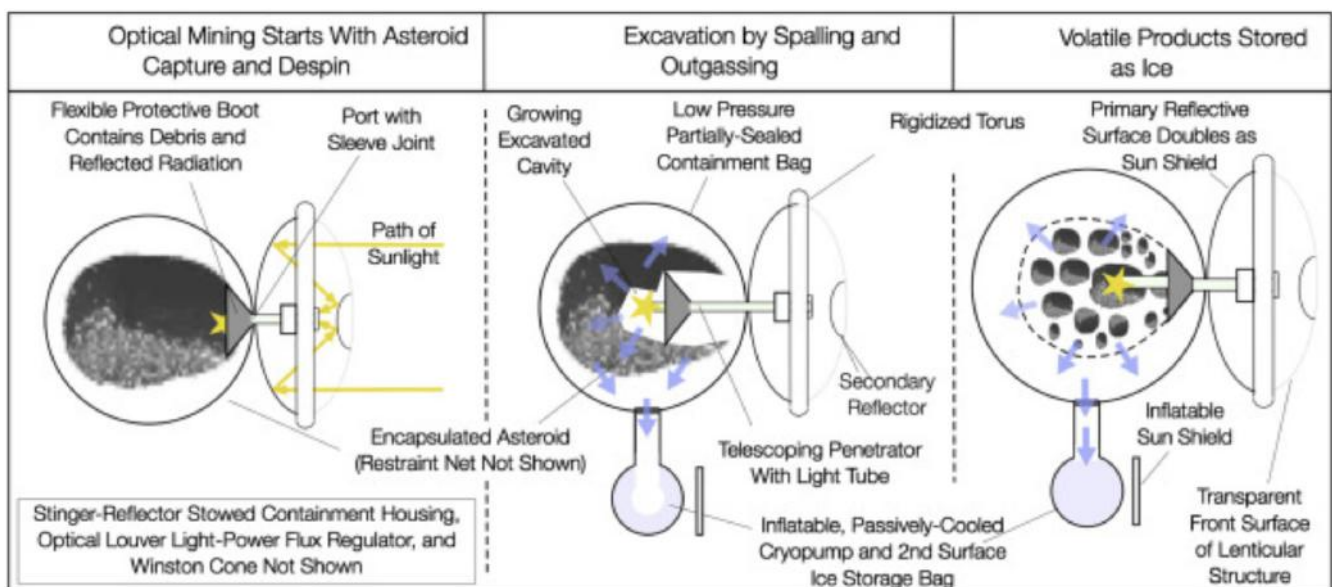 Optical Mining Starts With Asteroid
Capture and Despin
Excavation by Spalling and
Outgassing
Volatile Products Stored
as Ice
Flexible Protective Boot
Contains Debris and
Reflected Radiation
Port with
Sleeve Joint
Path of
Sunlight
Growing
Excavated
Cavity
Low Pressure
Partially-Sealed
Containment Bag
Rigidized Torus
Primary Reflective
Surface Doubles as
Sun Shield
Encapsulated Asteroid
(Restraint Net Not Shown)
Secondary
Reflector
Telescoping Penetrator
With Light Tube
Inflatable
Sun Shield
Stinger-Reflector Stowed Containment Housing,
Optical Louver Light-Power Flux Regulator, and
Winston Cone Not Shown
Inflatable, Passively-Cooled
Cryopump and 2nd Surface
Ice Storage Bag
Transparent
Front Surface
of Lenticular
Structure